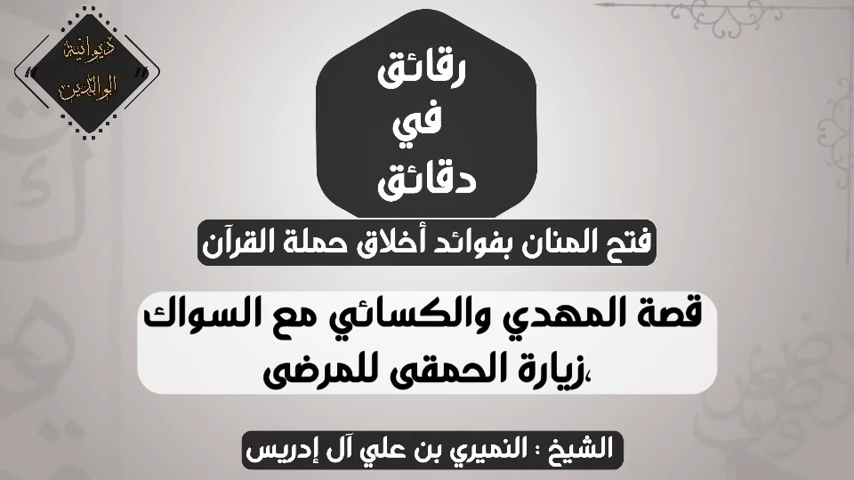 ديوانية
الوالدين
رقائق
في
دقائق
فتح المنان بفوائد أخلاق حملة القرآن
قصة المهدي والكسائي مع السواك
،زيارة الحمقى للمرضى
الشيخ : النميري بن علي آل إدريس